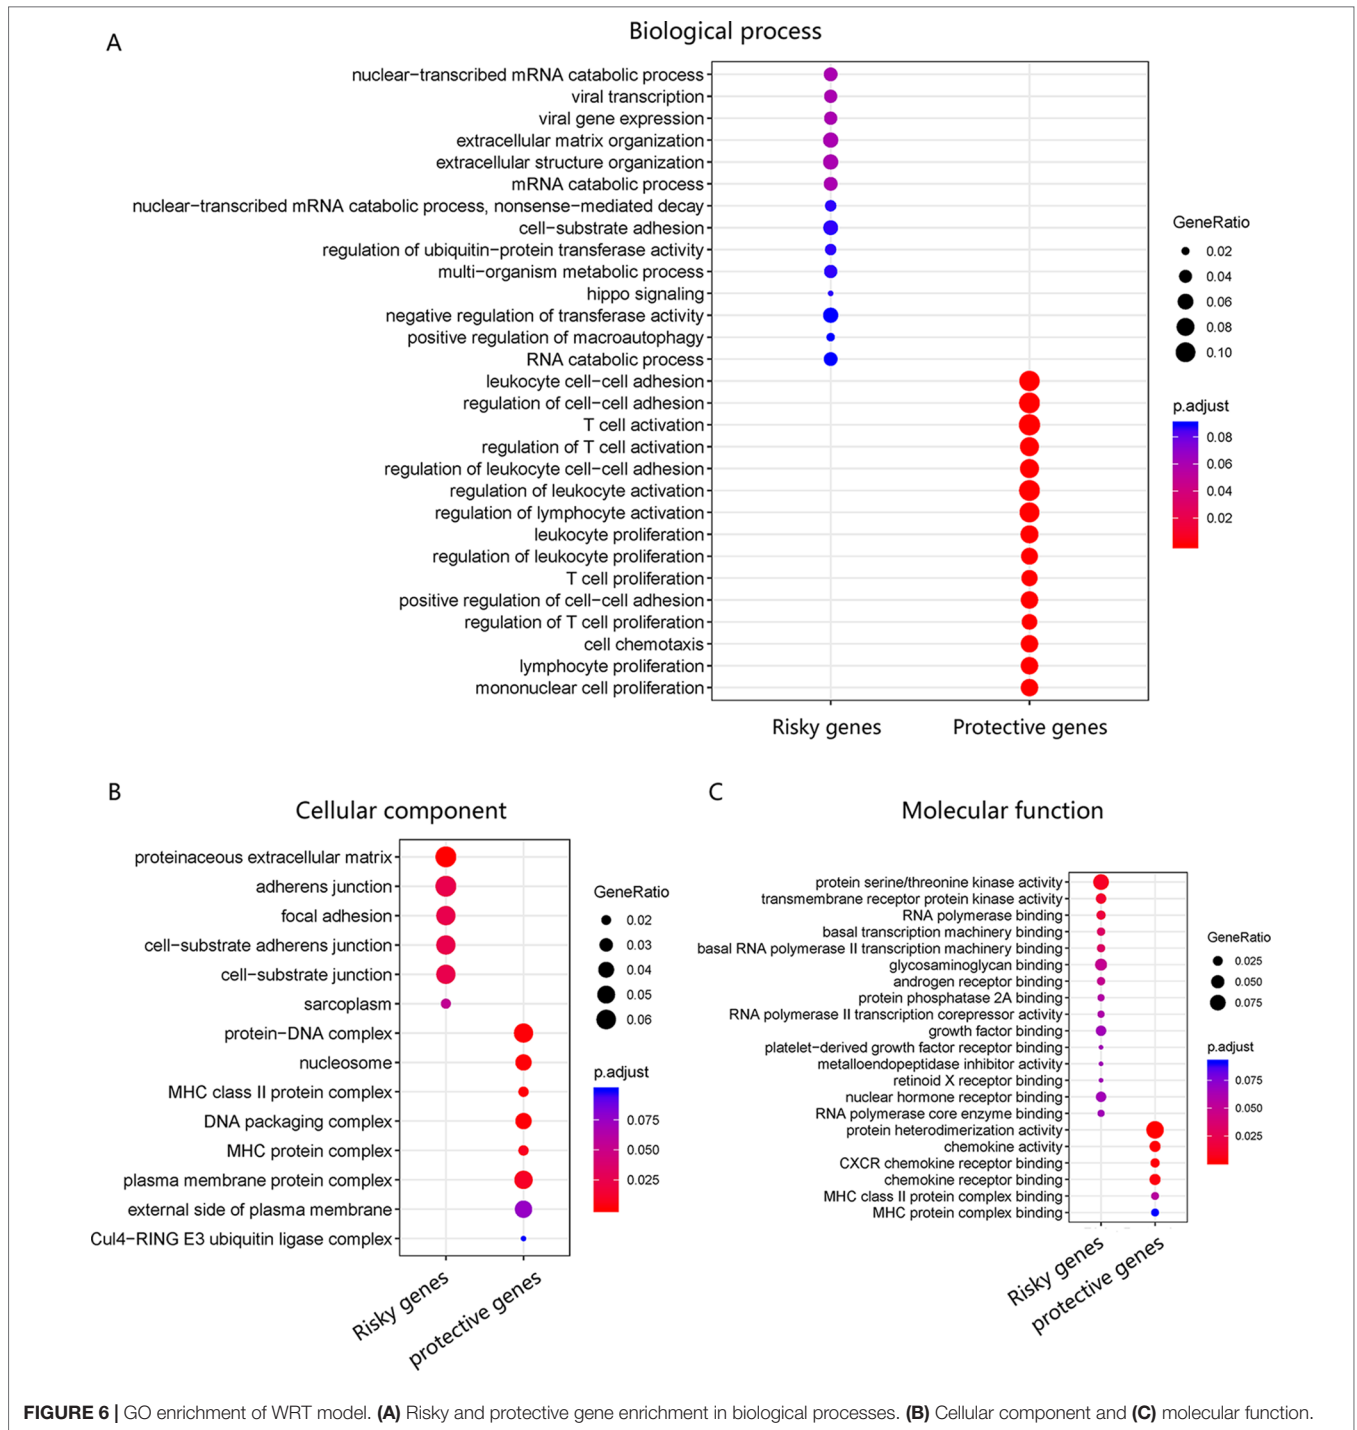 A
Biological process
nuclear-transcribed mRNA catabolic process
viral transcription
viral gene expression
extracellular matrix organization
extracellular structure organization
mRNA catabolic process
nuclear-transcribed mRNA catabolic process, nonsense-mediated decay
cell-substrate adhesion
regulation of ubiquitin-protein transferase activity
multi-organism metabolic process
hippo signaling
negative regulation of transferase activity
positive regulation of macroautophagy
RNA catabolic process
leukocyte cell-cell adhesion
regulation of cell-cell adhesion
T cell activation
regulation of T cell activation
regulation of leukocyte cell-cell adhesion
regulation of leukocyte activation
regulation of lymphocyte activation
leukocyte proliferation
regulation of leukocyte proliferation
T cell proliferation
positive regulation of cell-cell adhesion
regulation of T cell proliferation
cell chemotaxis
lymphocyte proliferation
mononuclear cell proliferation
Risky genes
Protective genes
GeneRatio
0.02
0.04
0.06
0.08
0.10
p.adjust
0.08
0.06
0.04
0.02
B
Cellular component
proteinaceous extracellular matrix
adherens junction
focal adhesion
cell-substrate adherens junction
cell-substrate junction
sarcoplasm
protein-DNA complex
nucleosome
MHC class II protein complex
DNA packaging complex
MHC protein complex
plasma membrane protein complex
external side of plasma membrane
Cul4-RING E3 ubiquitin ligase complex
Risky genes
protective genes
GeneRatio
0.02
0.03
0.04
0.05
0.06
p.adjust
0.075
0.050
0.025
C
Molecular function
protein serine/threonine kinase activity
transmembrane receptor protein kinase activity
RNA polymerase binding
basal transcription machinery binding
basal RNA polymerase II transcription machinery binding
glycosaminoglycan binding
androgen receptor binding
protein phosphatase 2A binding
RNA polymerase II transcription corepressor activity
growth factor binding
platelet-derived growth factor receptor binding
metalloendopeptidase inhibitor activity
retinoid X receptor binding
nuclear hormone receptor binding
RNA polymerase core enzyme binding
protein heterodimerization activity
chemokine activity
CXCR chemokine receptor binding
chemokine receptor binding
MHC class II protein complex binding
MHC protein complex binding
Risky genes
protective genes
GeneRatio
0.025
0.050
0.075
p.adjust
0.075
0.050
0.025
FIGURE 6 | GO enrichment of WRT model. (A) Risky and protective gene enrichment in biological processes. (B) Cellular component and (C) molecular function.